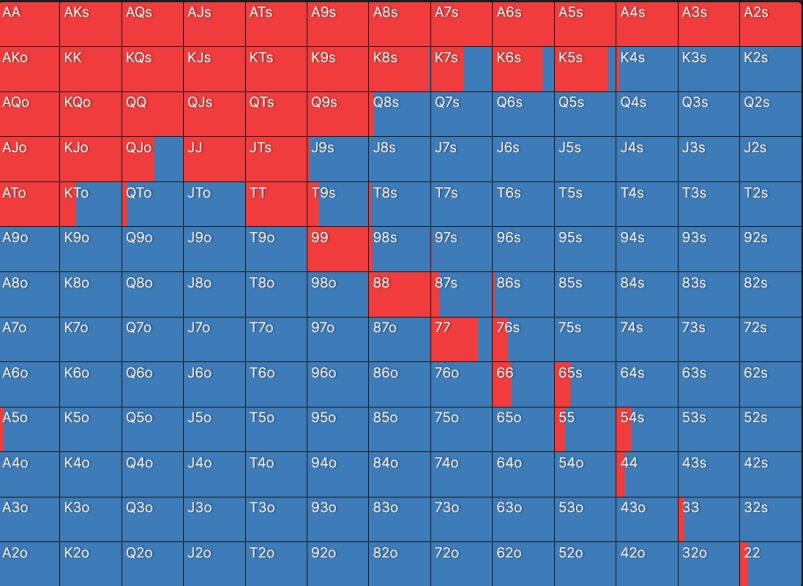 AA AKs AQs AJs ATs A9s A8s A7s A6s A5s A4s A3s A2s
AKo KK KQs KJs KTs K9s K8s K7s K6s K5s K4s K3s K2s
AQo KQo QQ QJs QTs Q9s Q8s Q7s Q6s Q5s Q4s Q3s Q2s
AJo KJo QJo JJ JTs J9s J8s J7s J6s J5s J4s J3s J2s
ATo KTo QTo JTo TT T9s T8s T7s T6s T5s T4s T3s T2s
A9o K9o Q9o J9o T9o 99 98s 97s 96s 95s 94s 93s 92s
A8o K8o Q8o J8o T8o 98o 88 87s 86s 85s 84s 83s 82s
A7o K7o Q7o J7o T7o 97o 87o 77 76s 75s 74s 73s 72s
A6o K6o Q6o J6o T6o 96o 86o 76o 66 65s 64s 63s 62s
A5o K5o Q5o J5o T5o 95o 85o 75o 65o 55 54s 53s 52s
A4o K4o Q4o J4o T4o 94o 84o 74o 64o 54o 44 43s 42s
A3o K3o Q3o J3o T3o 93o 83o 73o 63o 53o 43o 33 32s
A2o K2o Q2o J2o T2o 92o 82o 72o 62o 52o 42o 32o 22